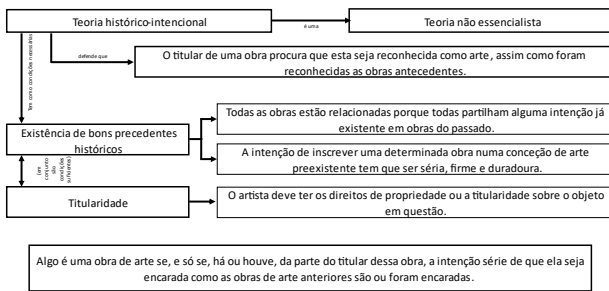 Teoria histórico-intencional
é uma
Teoria não essencialista
Tem como condições necessárias
defende que
O titular de uma obra procura que esta seja reconhecida como arte, assim como foram
reconhecidas as obras antecedentes.
Existência de bons precedentes
históricos
Todas as obras estão relacionadas porque todas partilham alguma intenção já
existente em obras do passado.
A intenção de inscrever uma determinada obra numa conceção de arte
preexistente tem que ser séria, firme e duradoura.
(em
conjunto
são
condições
suficientes)
Titularidade
O artista deve ter os direitos de propriedade ou a titularidade sobre o objeto
em questão.
Algo é uma obra de arte se, e só se, há ou houve, da parte do titular dessa obra, a intenção série de que ela seja
encarada como as obras de arte anteriores são ou foram encaradas.